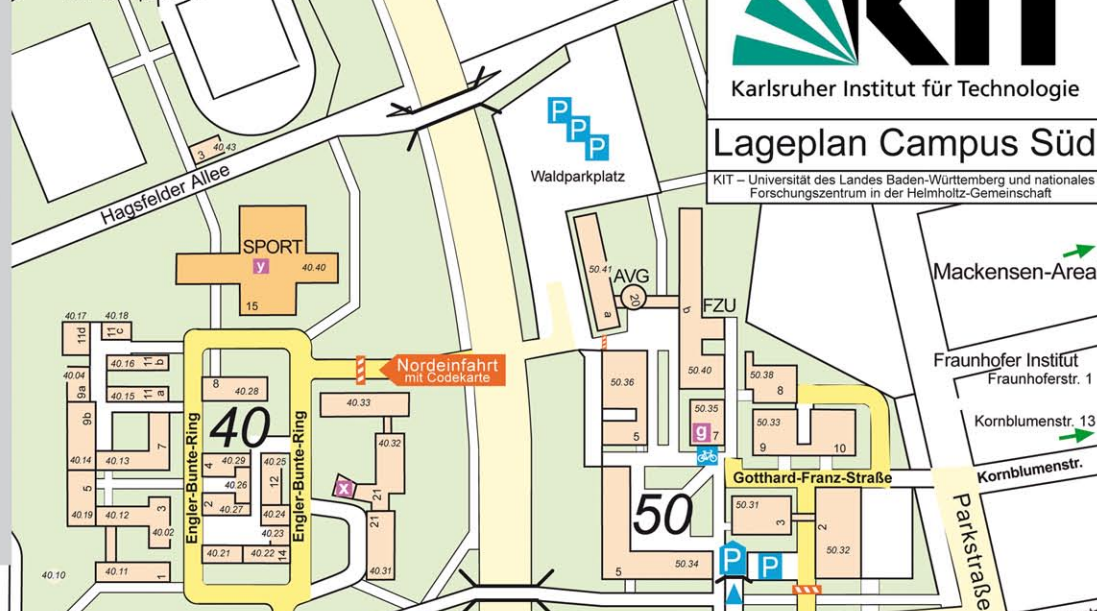 KIT
Karlsruher Institut für Technologie
Lageplan Campus Süd
KIT – Universität des Landes Baden-Württemberg und nationales
Forschungszentrum in der Helmholtz-Gemeinschaft
P
P
P
Waldparkplatz
3
40.43
Hagsfelder Allee
SPORT
y
40.40
15
50.41
AVG
20
a
b
FZU
Mackensen-Area
40.17
40.18
11d
11c
40.16
11b
40.04
9a
40.15
11a
9b
7
40.14
40.13
5
3
40.19
40.12
40.02
40.10
40.11
1
8
40.28
Nordeinfahrt
mit Codekarte
40.33
40
Engler-Bunte-Ring
Engler-Bunte-Ring
4
40.29
40.25
40.26
12
2
40.27
40.24
40.23
40.21
40.22
14
40.32
x
21
21
40.31
50.36
5
50.40
50.38
8
50.35
g
7
50.33
9
10
Fraunhofer Institut
Fraunhoferstr. 1
Kornblumenstr. 13
Kornblumenstr.
Gotthard-Franz-Straße
50
50.31
3
2
50.32
5
50.34
P
P
Parkstraße